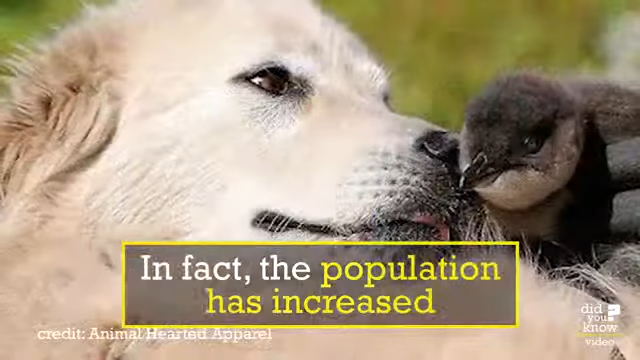 In fact, the population
has increased
credit: Animal Hearted Apparel
did ?
you
know
video